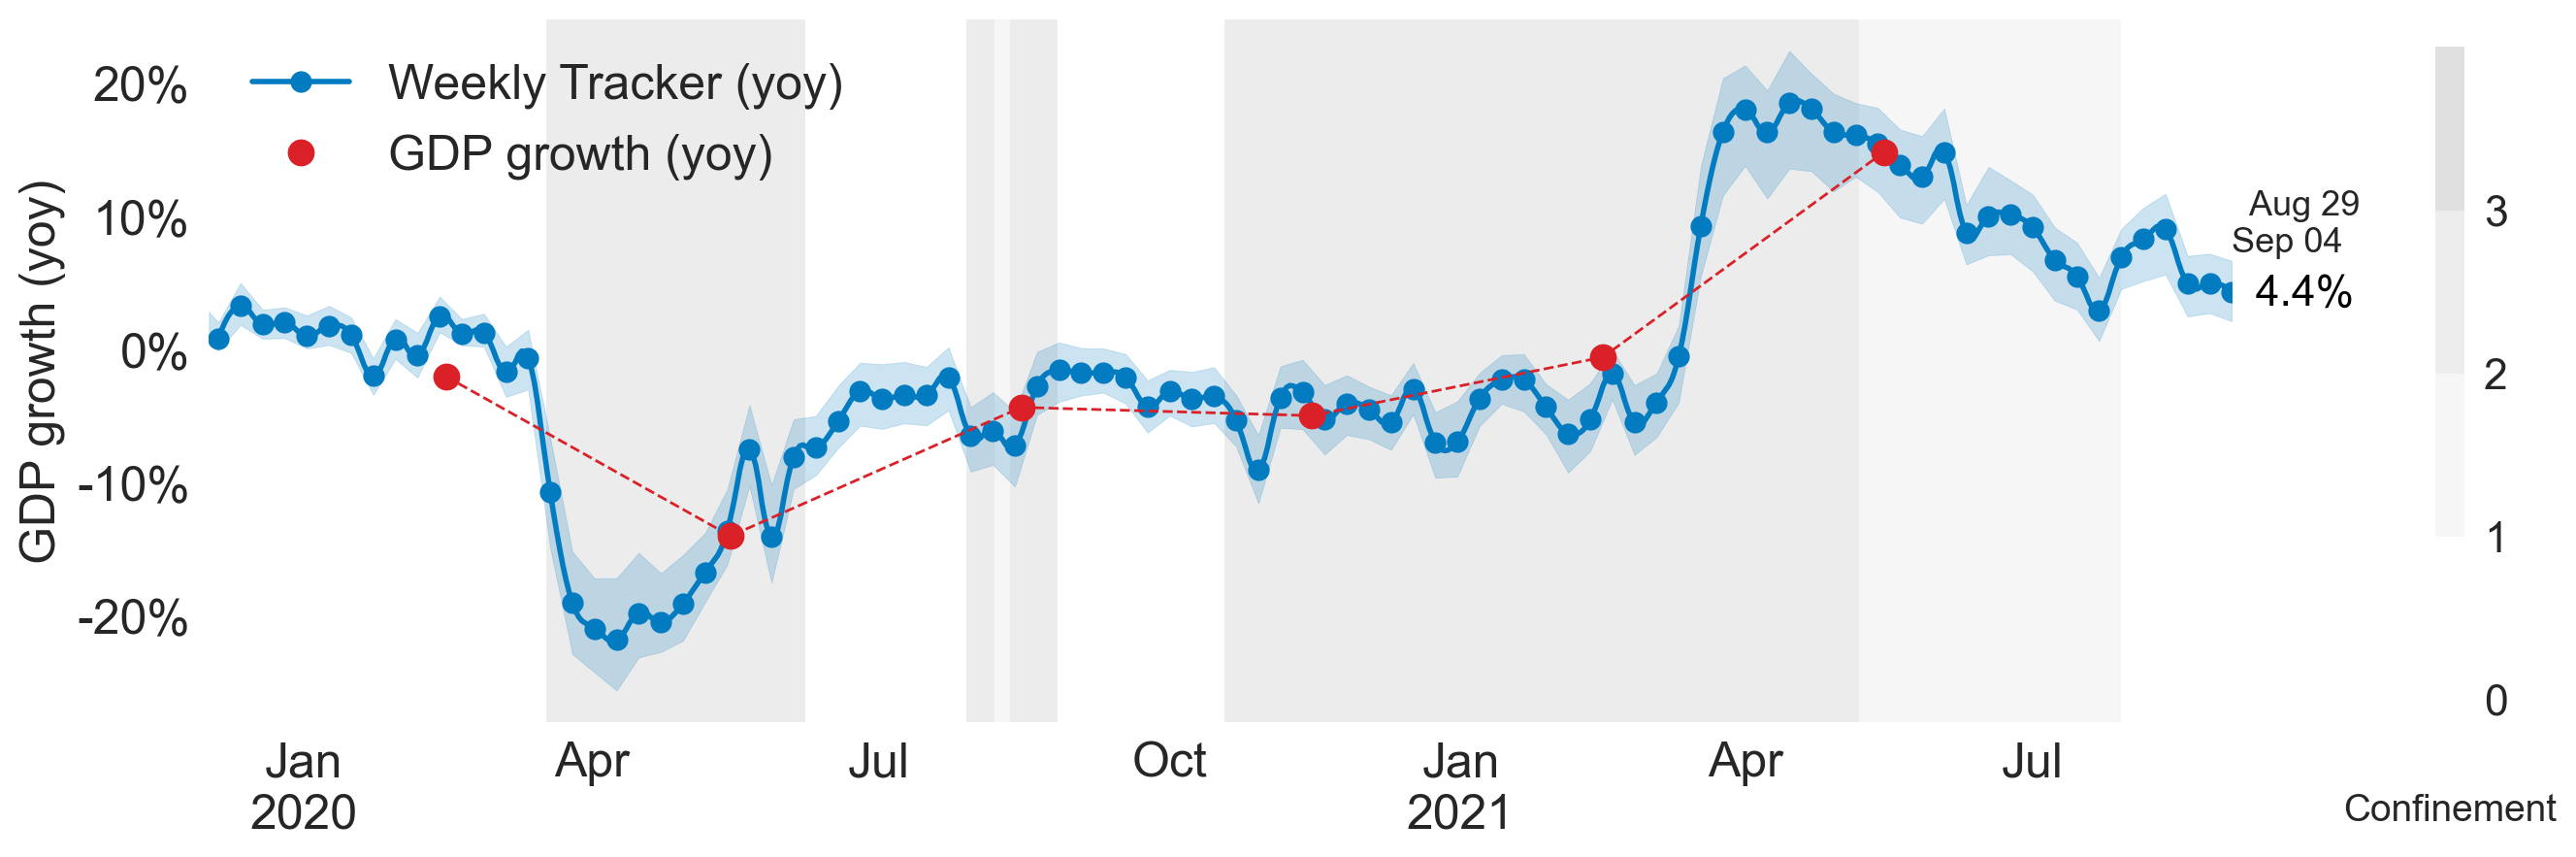 Weekly Tracker (yoy)
GDP growth (yoy)
GDP growth (yoy)
20%
10%
0%
-10%
-20%
Jan
2020
Apr
Jul
Oct
Jan
2021
Apr
Jul
Aug 29
Sep 04
4.4%
3
2
1
0
Confinement